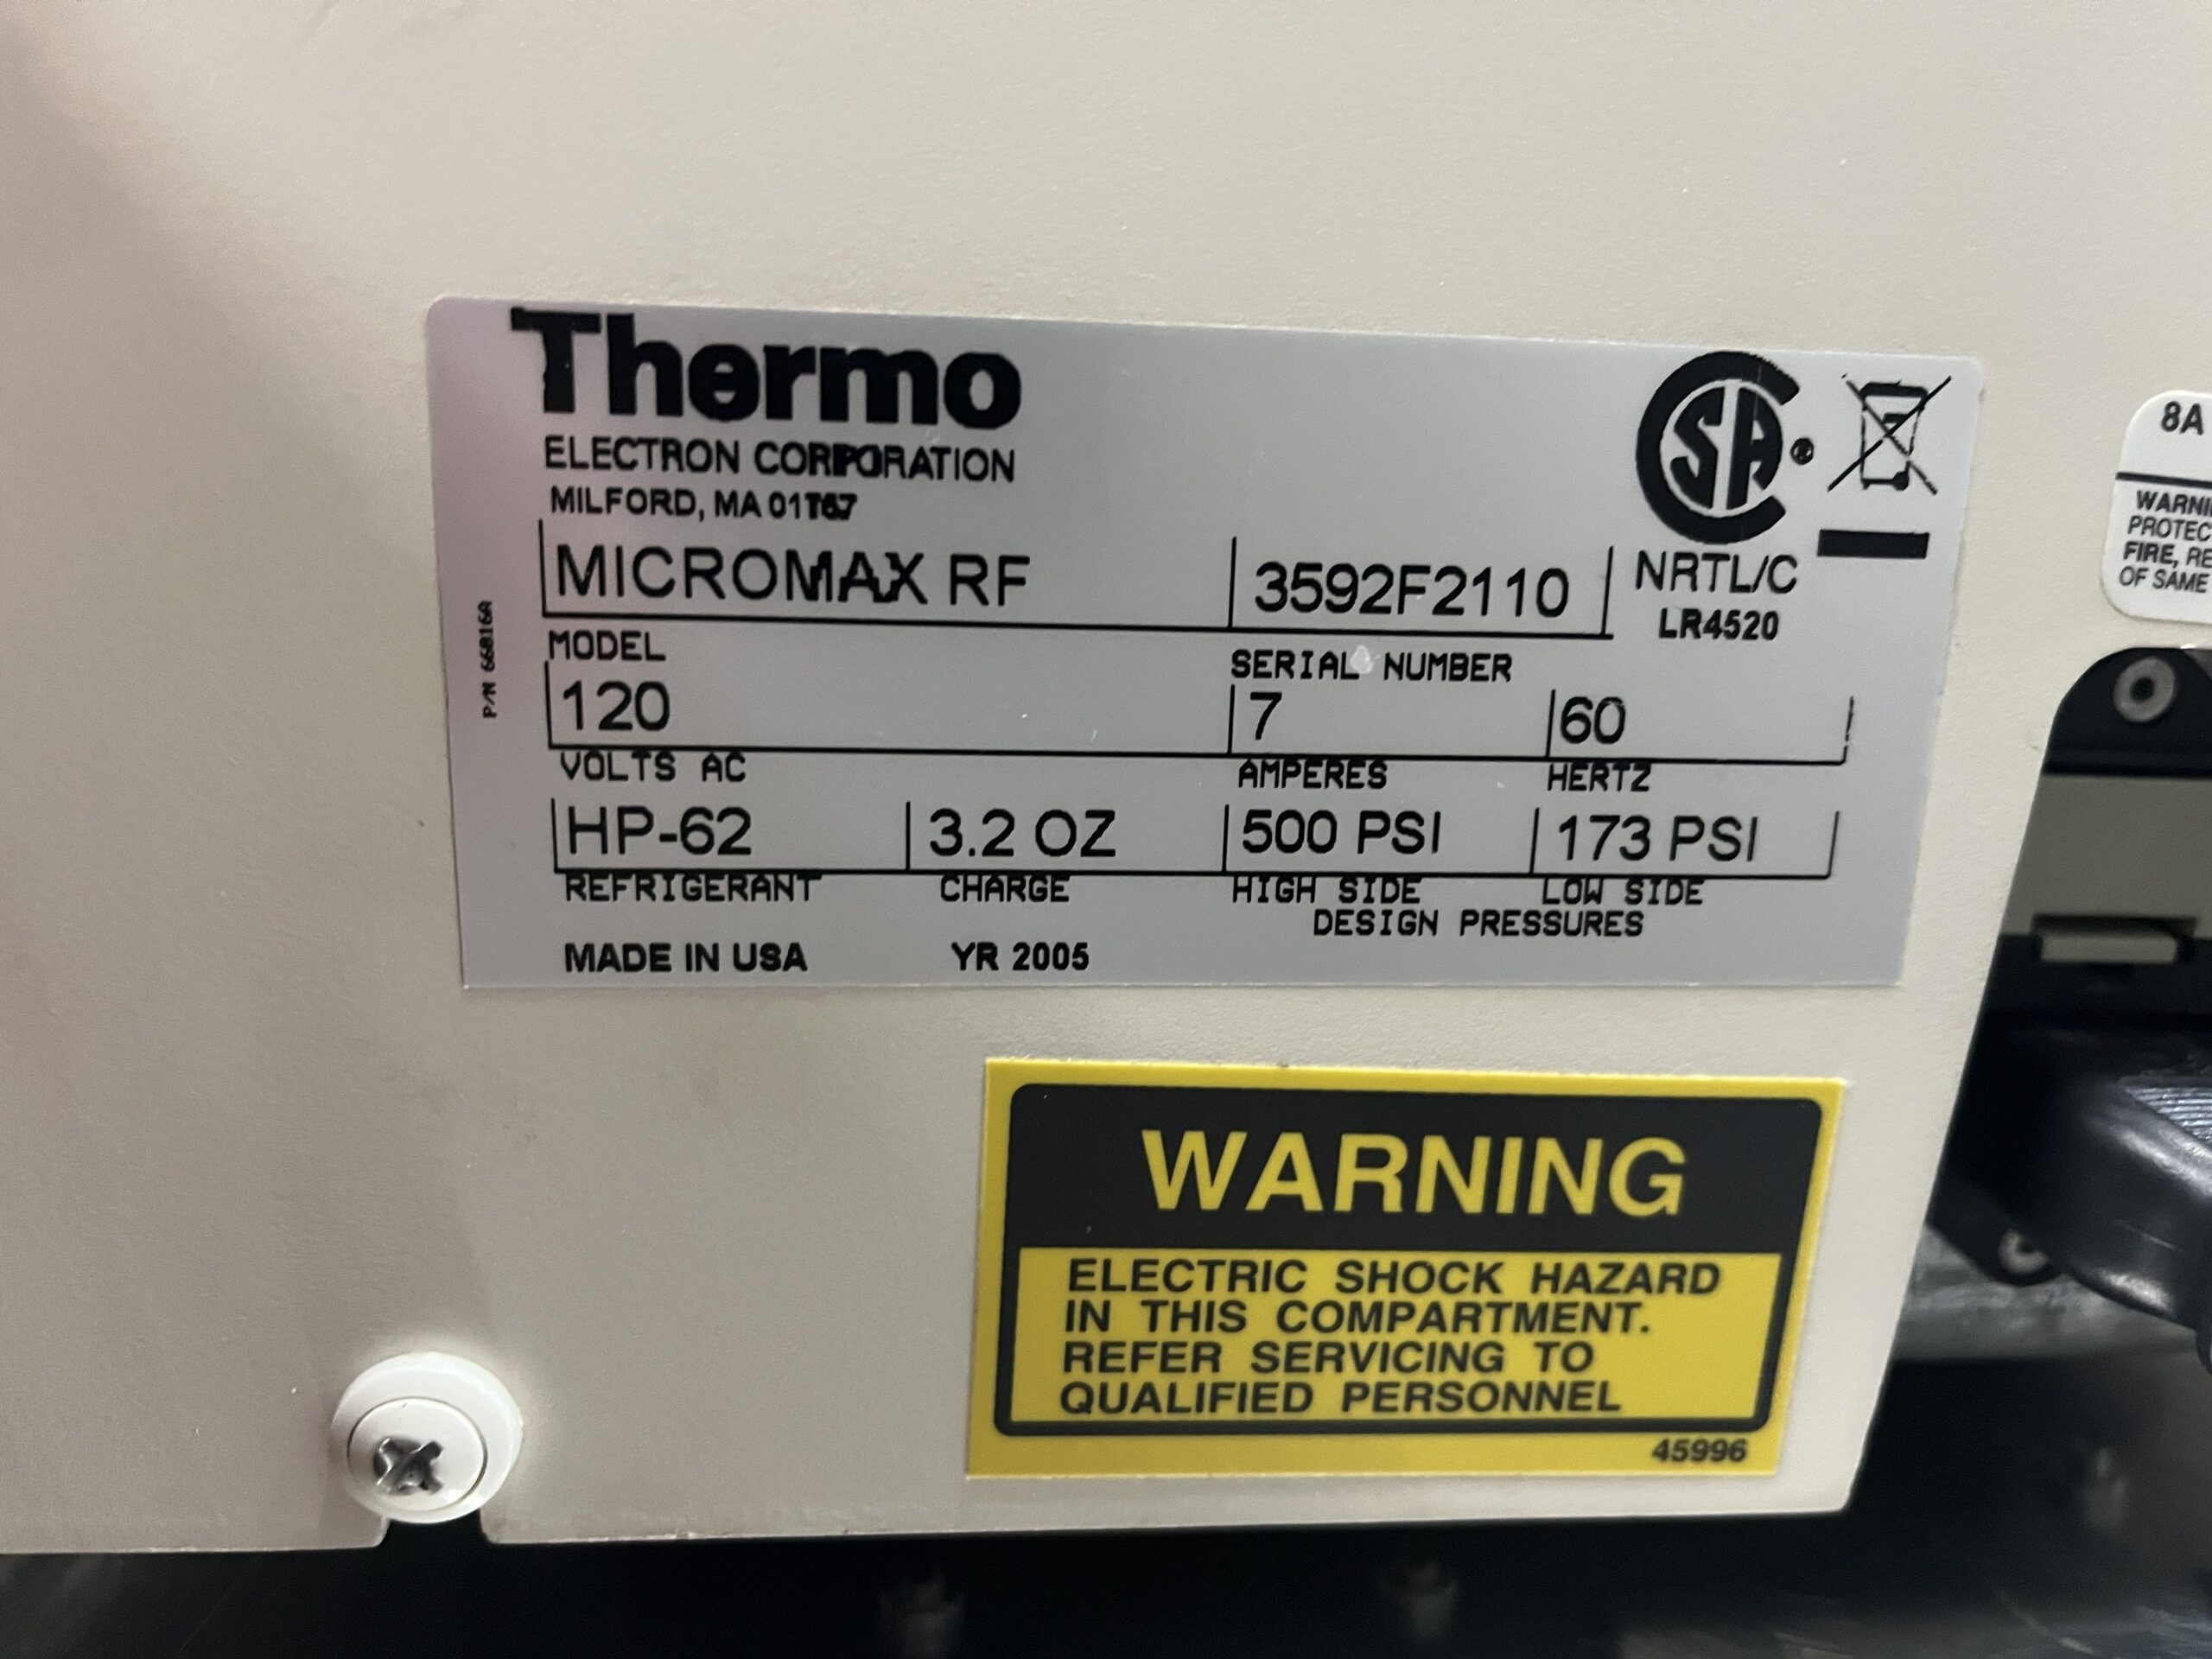 Thermo
ELECTRON CORPORATION
MILFORD, MA
MICROMAX RF 3592F2110
NRTL/C
LR4520
MODEL SERIAL NUMBER
120 7 60
VOLTS AC AMPERES HERTZ
HP-62 3.2 OZ 500 PSI 173 PSI
REFRIGERANT CHARGE HIGH SIDE LOW SIDE
DESIGN PRESSURES
MADE IN USA YR 2005
P/N 66816A
SA ®
8A
PROTEC
FIRE, RE
OF SAME
WARNING
ELECTRIC SHOCK HAZARD
IN THIS COMPARTMENT.
REFER SERVICING TO
QUALIFIED PERSONNEL
45996